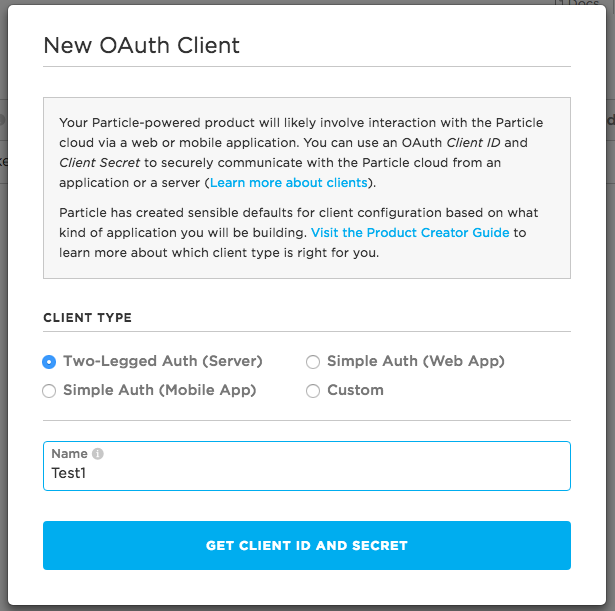 1 Docs
New OAuth Client
Your Particle-powered product will likely involve interaction with the Particle
cloud via a web or mobile application. You can use an OAuth Client ID and
Client Secret to securely communicate with the Particle cloud from an
application or a server (Learn more about clients).
Particle has created sensible defaults for client configuration based on what
kind of application you will be building. Visit the Product Creator Guide to
learn more about which client type is right for you.
CLIENT TYPE
Two-Legged Auth (Server)
Simple Auth (Web App)
Simple Auth (Mobile App)
Custom
Name
Test1
GET CLIENT ID AND SECRET